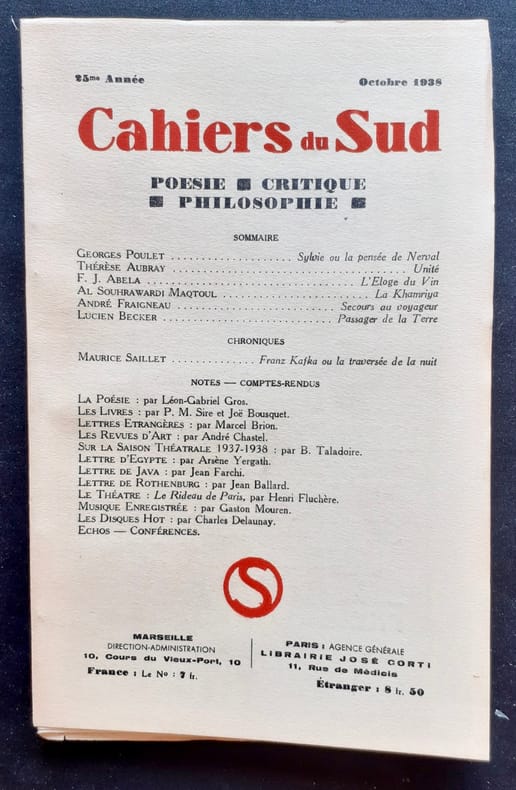 25me Année Octobre 1938
Cahiers du Sud
POESIE CRITIQUE
PHILOSOPHIE
SOMMAIRE
GEORGES POULET .................... Sylvie ou la pensée de Nerval
THÉRÈSE AUBRAY .................... Unité
F. J. ABELA .................... L'Eloge du Vin
AL SOUHRAWARDI MAQTOUL .................... La Khamriya
ANDRÉ FRAIGNEAU .................... Secours au voyageur
LUCIEN BECKER .................... Passager de la Terre
CHRONIQUES
MAURICE SAILLET ............. Franz Kafka ou la traversée de la nuit
NOTES — COMPTES-RENDUS
LA POÉSIE : par Léon-Gabriel Gros.
LES LIVRES : par P. M. Sire et Joë Bousquet.
LETTRES ETRANGÈRES : par Marcel Brion.
LES REVUES D'ART : par André Chastel.
SUR LA SAISON THÉATRALE 1937-1938 : par B. Taladoire.
LETTRE D'EGYPTE : par Arsène Yergath.
LETTRE DE JAVA : par Jean Farchi.
LETTRE DE ROTHENBURG : par Jean Ballard.
LE THÉATRE : Le Rideau de Paris, par Henri Fluchère.
MUSIQUE ENREGISTRÉE : par Gaston Mouren.
LES DISQUES HOT : par Charles Delaunay.
ECHOS — CONFÉRENCES.
S
MARSEILLE
DIRECTION-ADMINISTRATION
10, Cours du Vieux-Port, 10
France : Le No : 7 fr.
PARIS : AGENCE GÉNÉRALE
LIBRAIRIE JOSÉ CORTI
11, Rue de Médicis
Étranger : 8 fr. 50